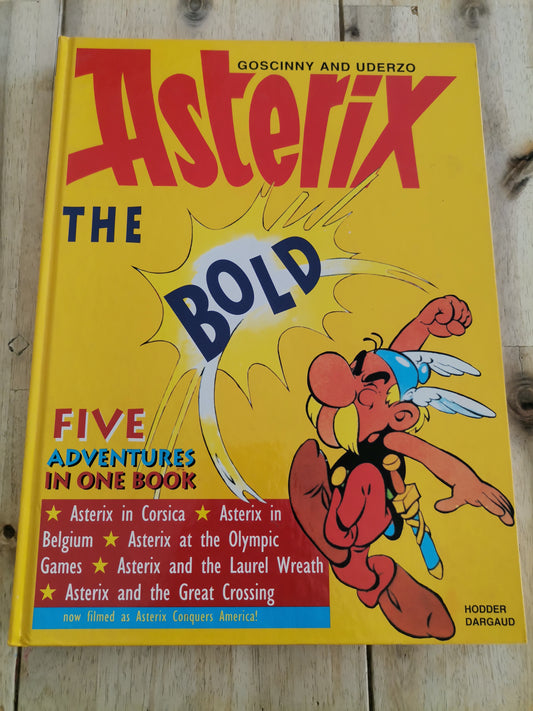 GOSCINNY AND UDERZO
Asterix
THE
BOLD
FIVE
ADVENTURES
IN ONE BOOK
★ Asterix in Corsica ★ Asterix in
Belgium ★ Asterix at the Olympic
Games ★ Asterix and the Laurel Wreath
★ Asterix and the Great Crossing
now filmed as Asterix Conquers America!
HODDER
DARGAUD